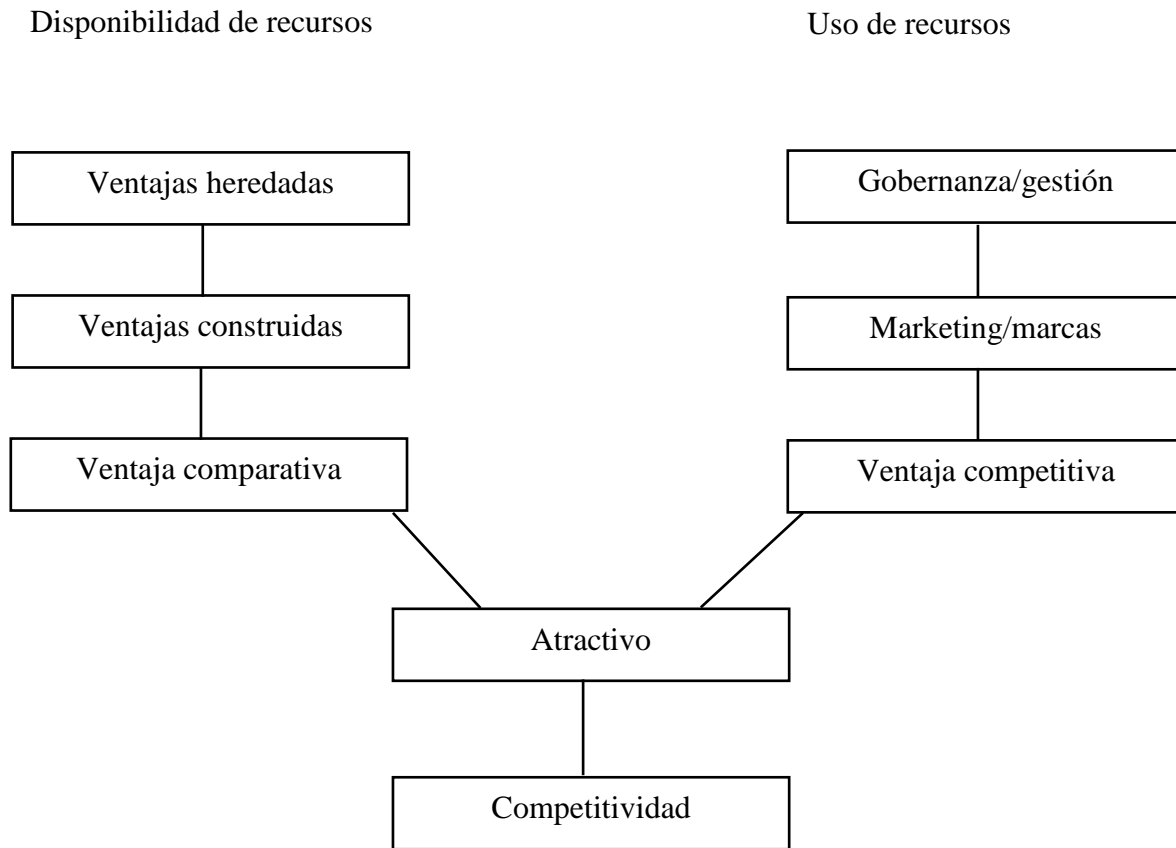 Disponibilidad de recursos
Uso de recursos
Ventajas heredadas
Gobernanza/gestión
Ventajas construidas
Marketing/marcas
Ventaja comparativa
Ventaja competitiva
Atractivo
Competitividad